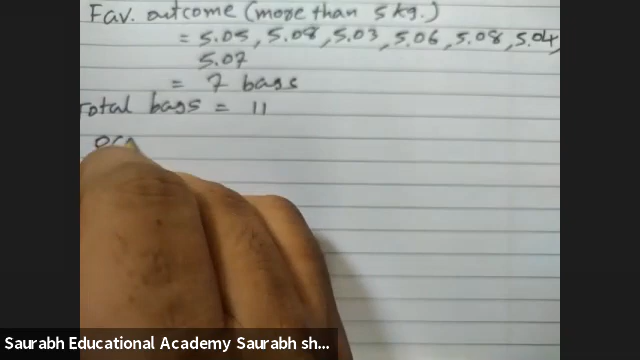 Fav. outcome (more than 5 kg.)
= 5.05, 5.08, 5.03, 5.06, 5.08, 5.04,
5.07
= 7 bags
Total bags = 11
Saurabh Educational Academy Saurabh sh...